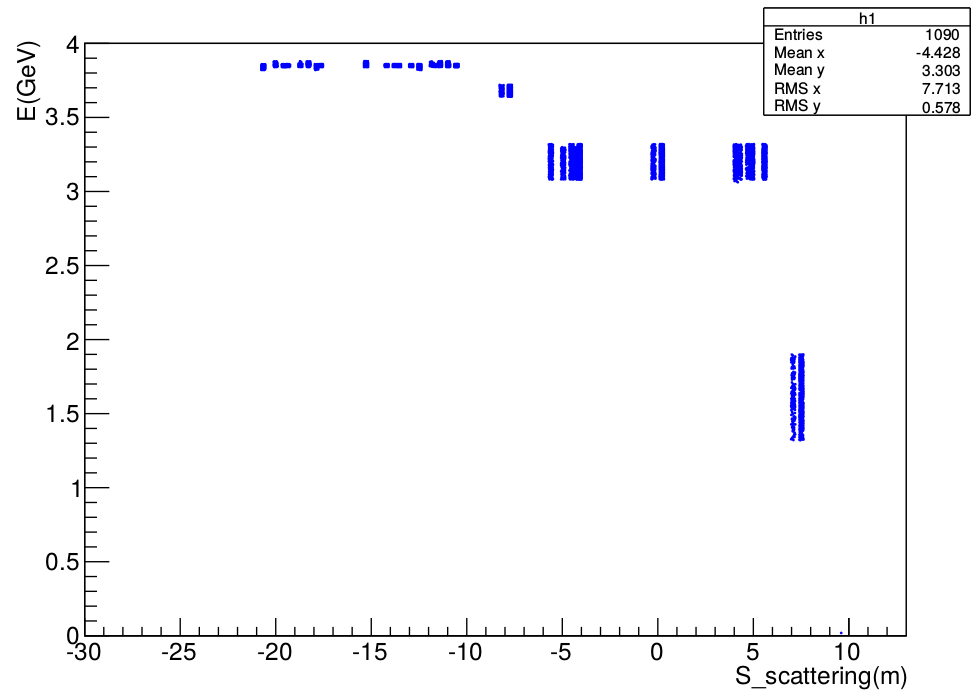 h1
Entries 1090
Mean x -4.428
Mean y 3.303
RMS x 7.713
RMS y 0.578
E(GeV)
4
3.5
3
2.5
2
1.5
1
0.5
0
-30 -25 -20 -15 -10 -5 0 5 10
S_scattering(m)